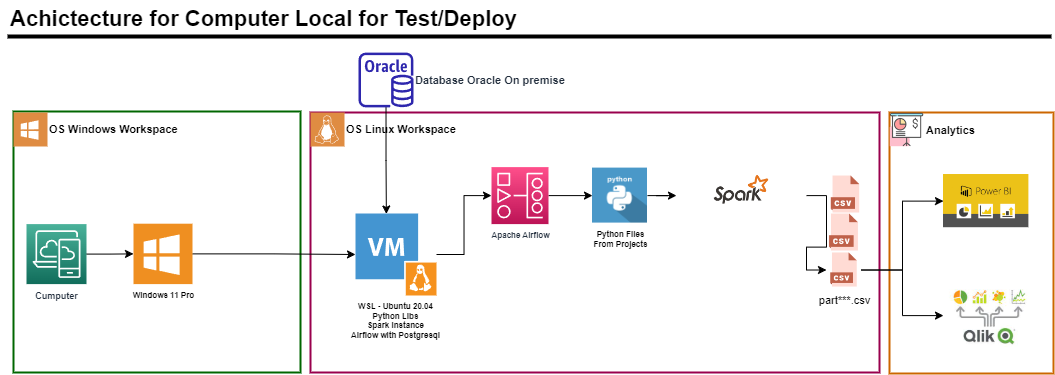 Achictecture for Computer Local for Test/Deploy
Oracle
Database Oracle On premise
OS Windows Workspace
OS Linux Workspace
Analytics
Cumputer
Windows 11 Pro
VM
WSL - Ubuntu 20.04
Python Libs
Spark Instance
Airflow with Postgresql
Apache Airflow
python
Python Files
From Projects
Spark
CSV
CSV
CSV
part***.csv
Power BI
Qlik